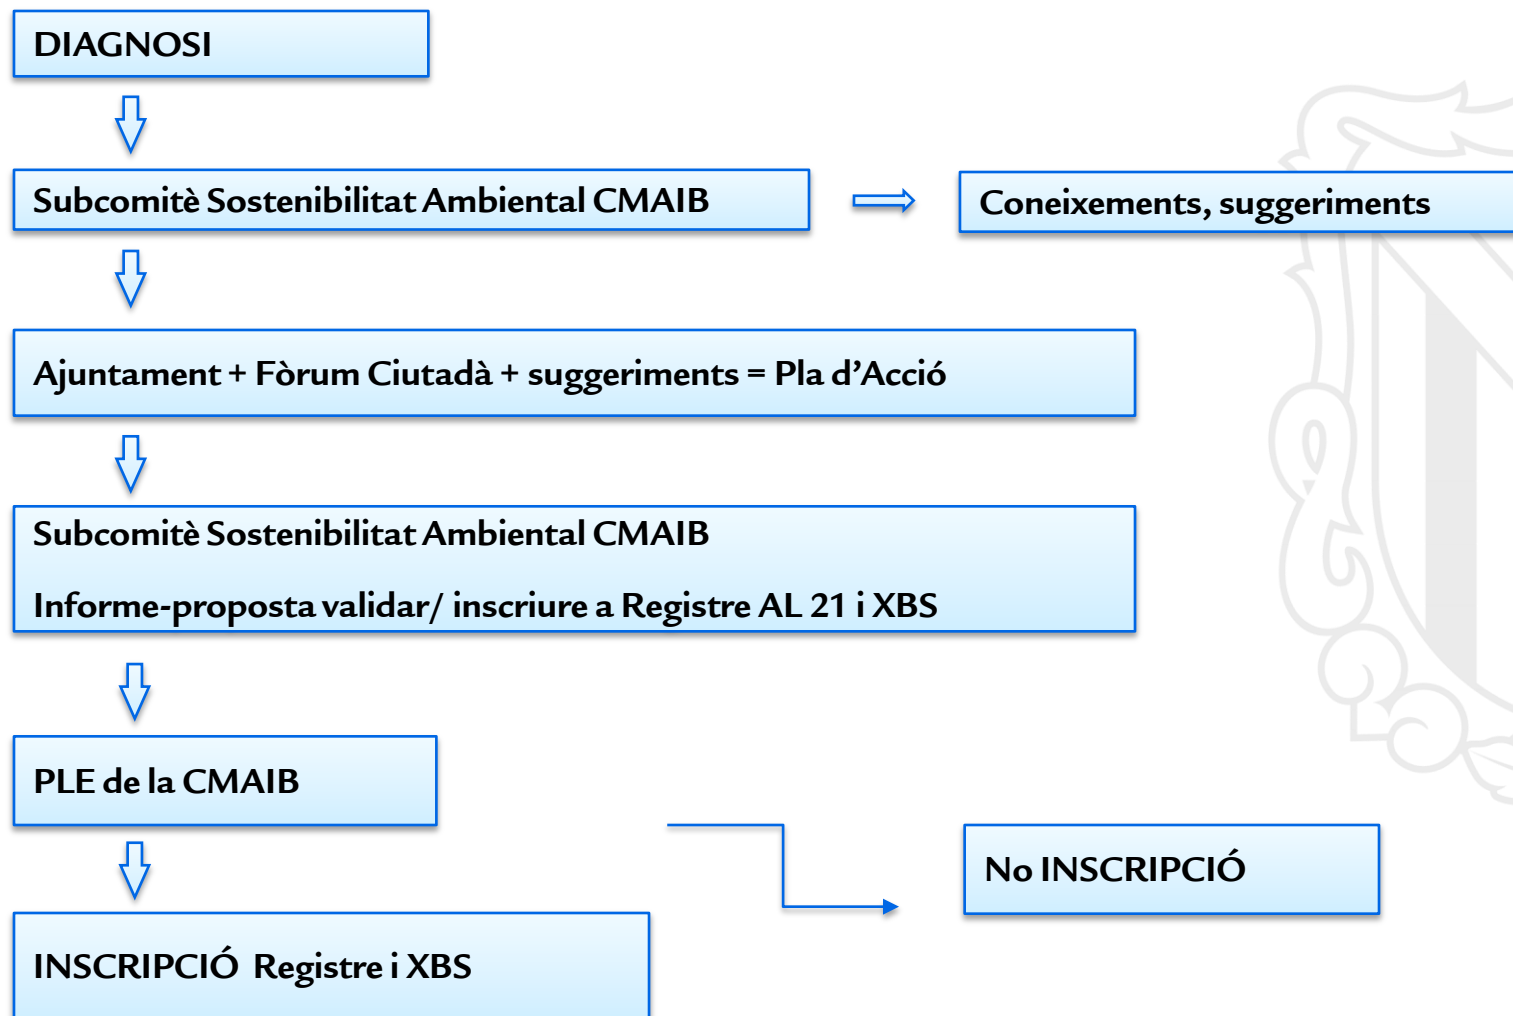 DIAGNOSI
Subcomitè Sostenibilitat Ambiental CMAIB
Coneixements, suggeriments
Ajuntament + Fòrum Ciutadà + suggeriments = Pla d’Acció
Subcomitè Sostenibilitat Ambiental CMAIB
Informe-proposta validar/ inscriure a Registre AL 21 i XBS
PLE de la CMAIB
No INSCRIPCIÓ
INSCRIPCIÓ Registre i XBS